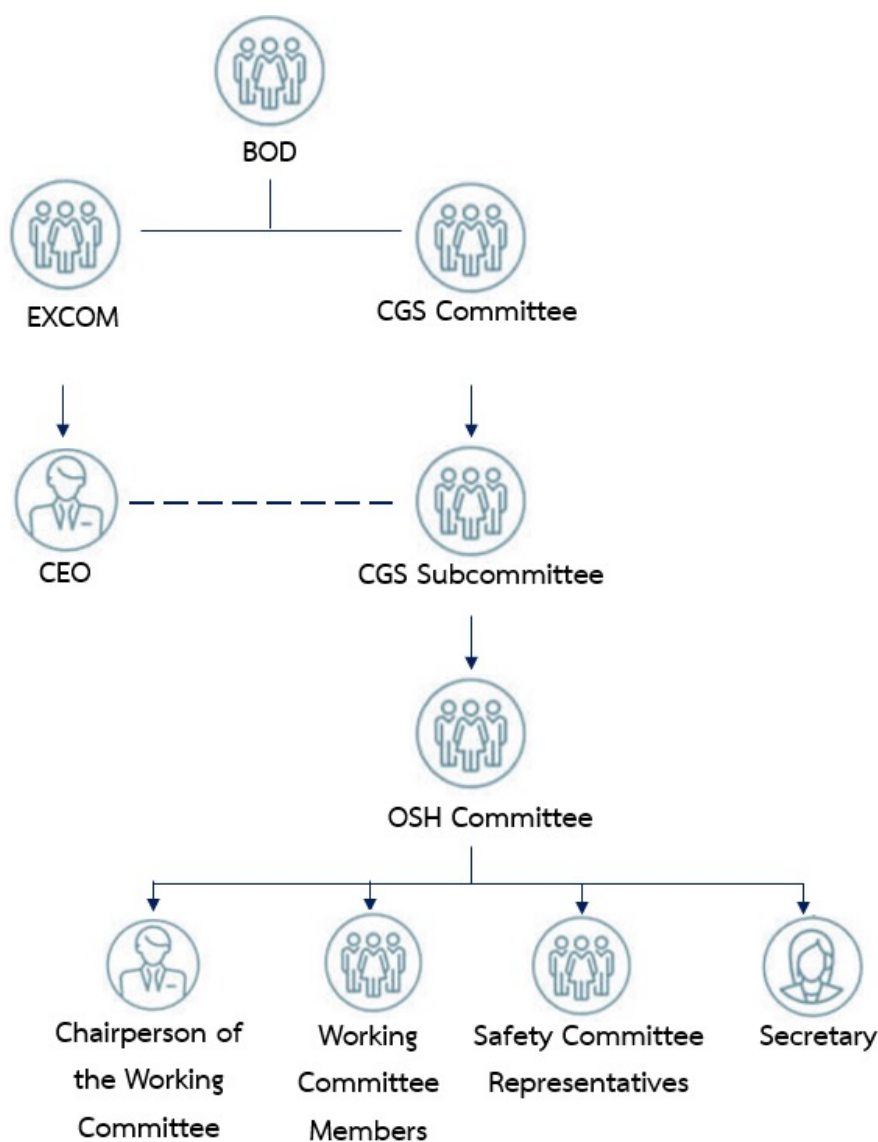 BOD
EXCOM
CGS Committee
CEO
CGS Subcommittee
OSH Committee
Chairperson of
the Working
Committee
Working
Committee
Members
Safety Committee
Representatives
Secretary